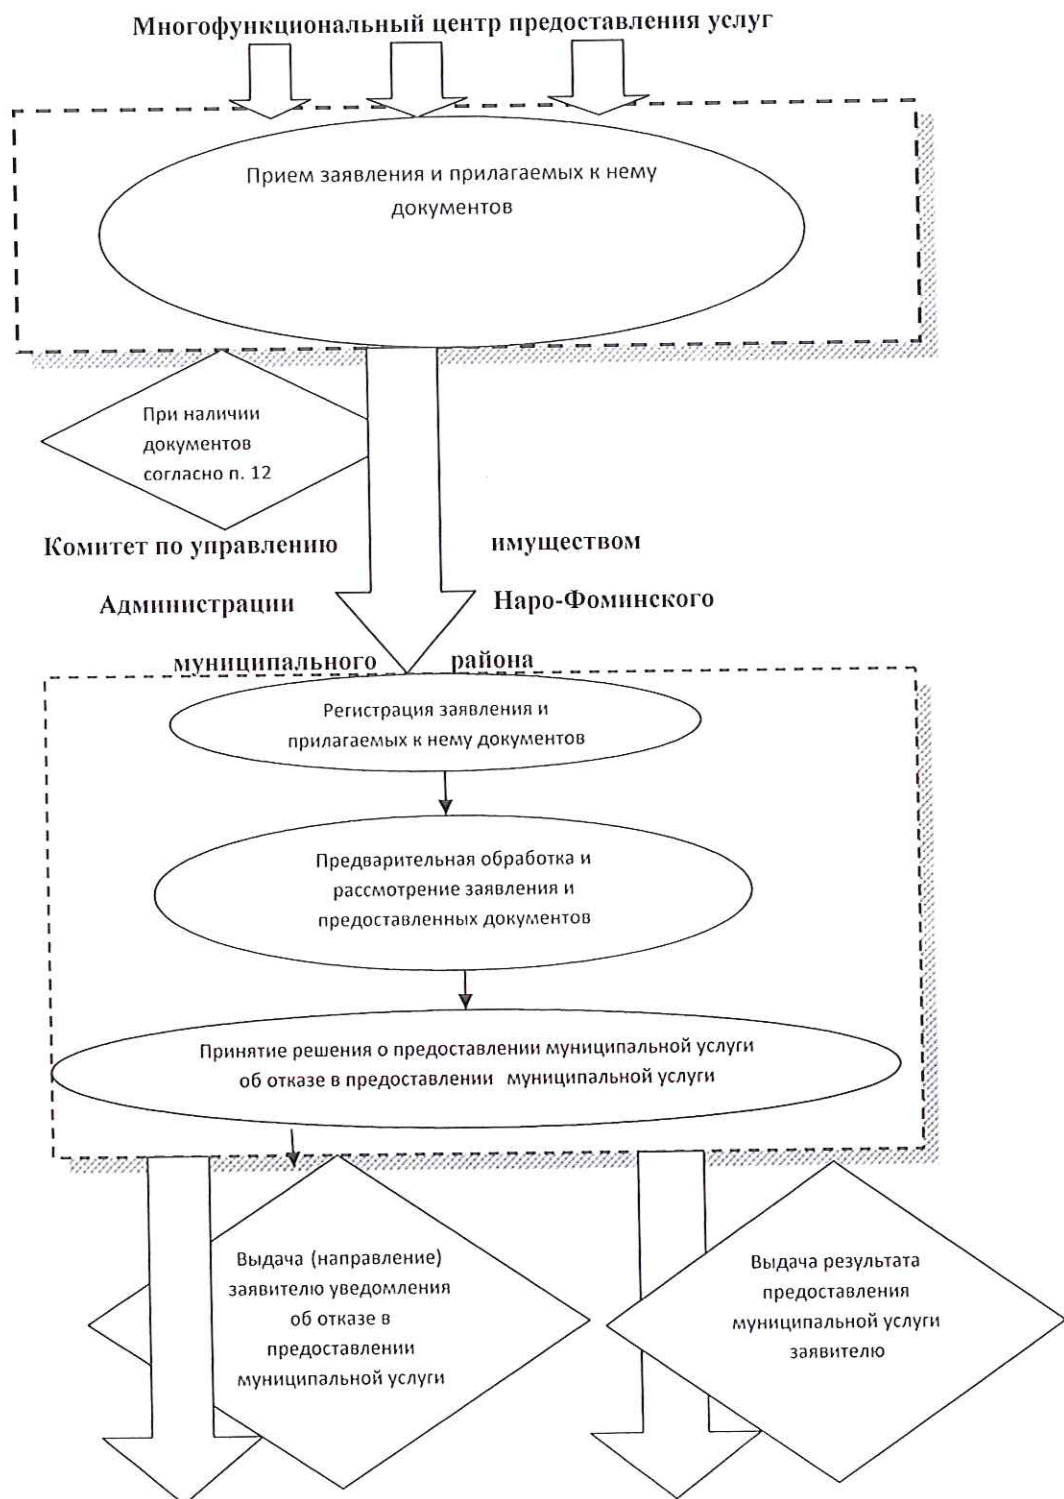 Многофункциональный центр предоставления услуг
Прием заявления и прилагаемых к нему
документов
При наличии
документов
согласно п. 12
Комитет по управлению имуществом
Администрации Наро-Фоминского
муниципального района
Регистрация заявления и
прилагаемых к нему документов
Предварительная обработка и
рассмотрение заявления и
предоставленных документов
Принятие решения о предоставлении муниципальной услуги
об отказе в предоставлении муниципальной услуги
Выдача (направление)
заявителю уведомления
об отказе в
предоставлении
муниципальной услуги
Выдача результата
предоставления
муниципальной услуги
заявителю